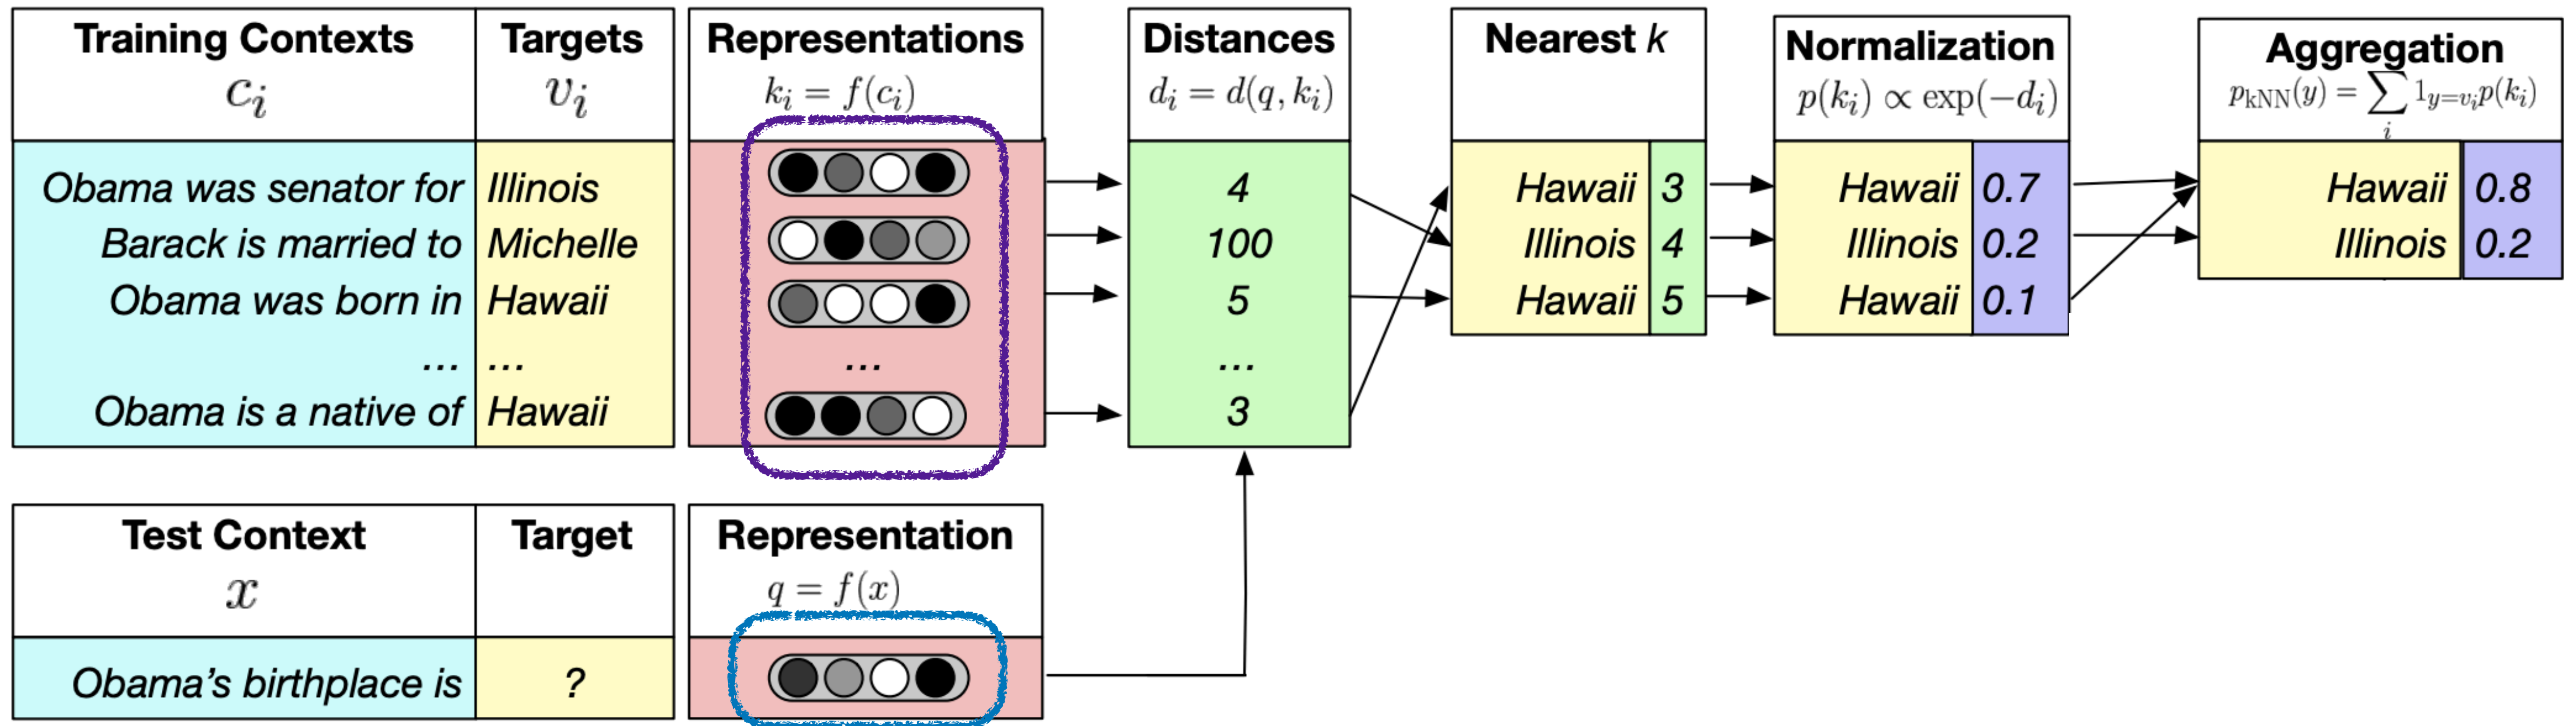 Training Contexts Targets Representations Distances Nearest k Normalization Aggregation
c_i v_i k_i = f(c_i) d_i = d(q, k_i) p(k_i) ∝ exp(−d_i) p_kNN(y) = ∑_i 1_{y=v_i} p(k_i)
Obama was senator for Illinois 4 Hawaii 3 Hawaii 0.7 Hawaii 0.8
Barack is married to Michelle 100 Illinois 4 Illinois 0.2 Illinois 0.2
Obama was born in Hawaii 5 Hawaii 5 Hawaii 0.1
... ... ... ...
Obama is a native of Hawaii 3
Test Context Target Representation
x q = f(x)
Obama’s birthplace is ?